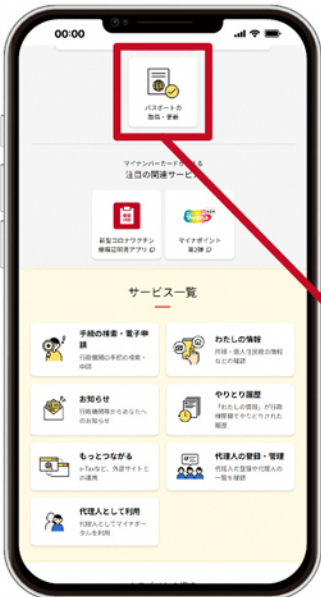 00:00
パスポートの
取得・更新
マイナンバーカードが
る
注目の関連サービ
新型コロナワクチン
接種証明書アプリ
マイナポイント
第2弾
サービス一覧
手続の検索・電子申
請
行政機関の手続の検索・
申請
わたしの情報
所得・個人住民税の情報
などの確認
お知らせ
行政機関等からあなたへ
のお知らせ
やりとり履歴
「わたしの情報」が行政
機関間でやりとりされた
履歴
もっとつながる
e-Taxなど、外部サイトと
の連携
代理人の登録・管理
代理人の登録や代理人の
一覧を確認
代理人として利用
代理人としてマイナポー
タルを利用